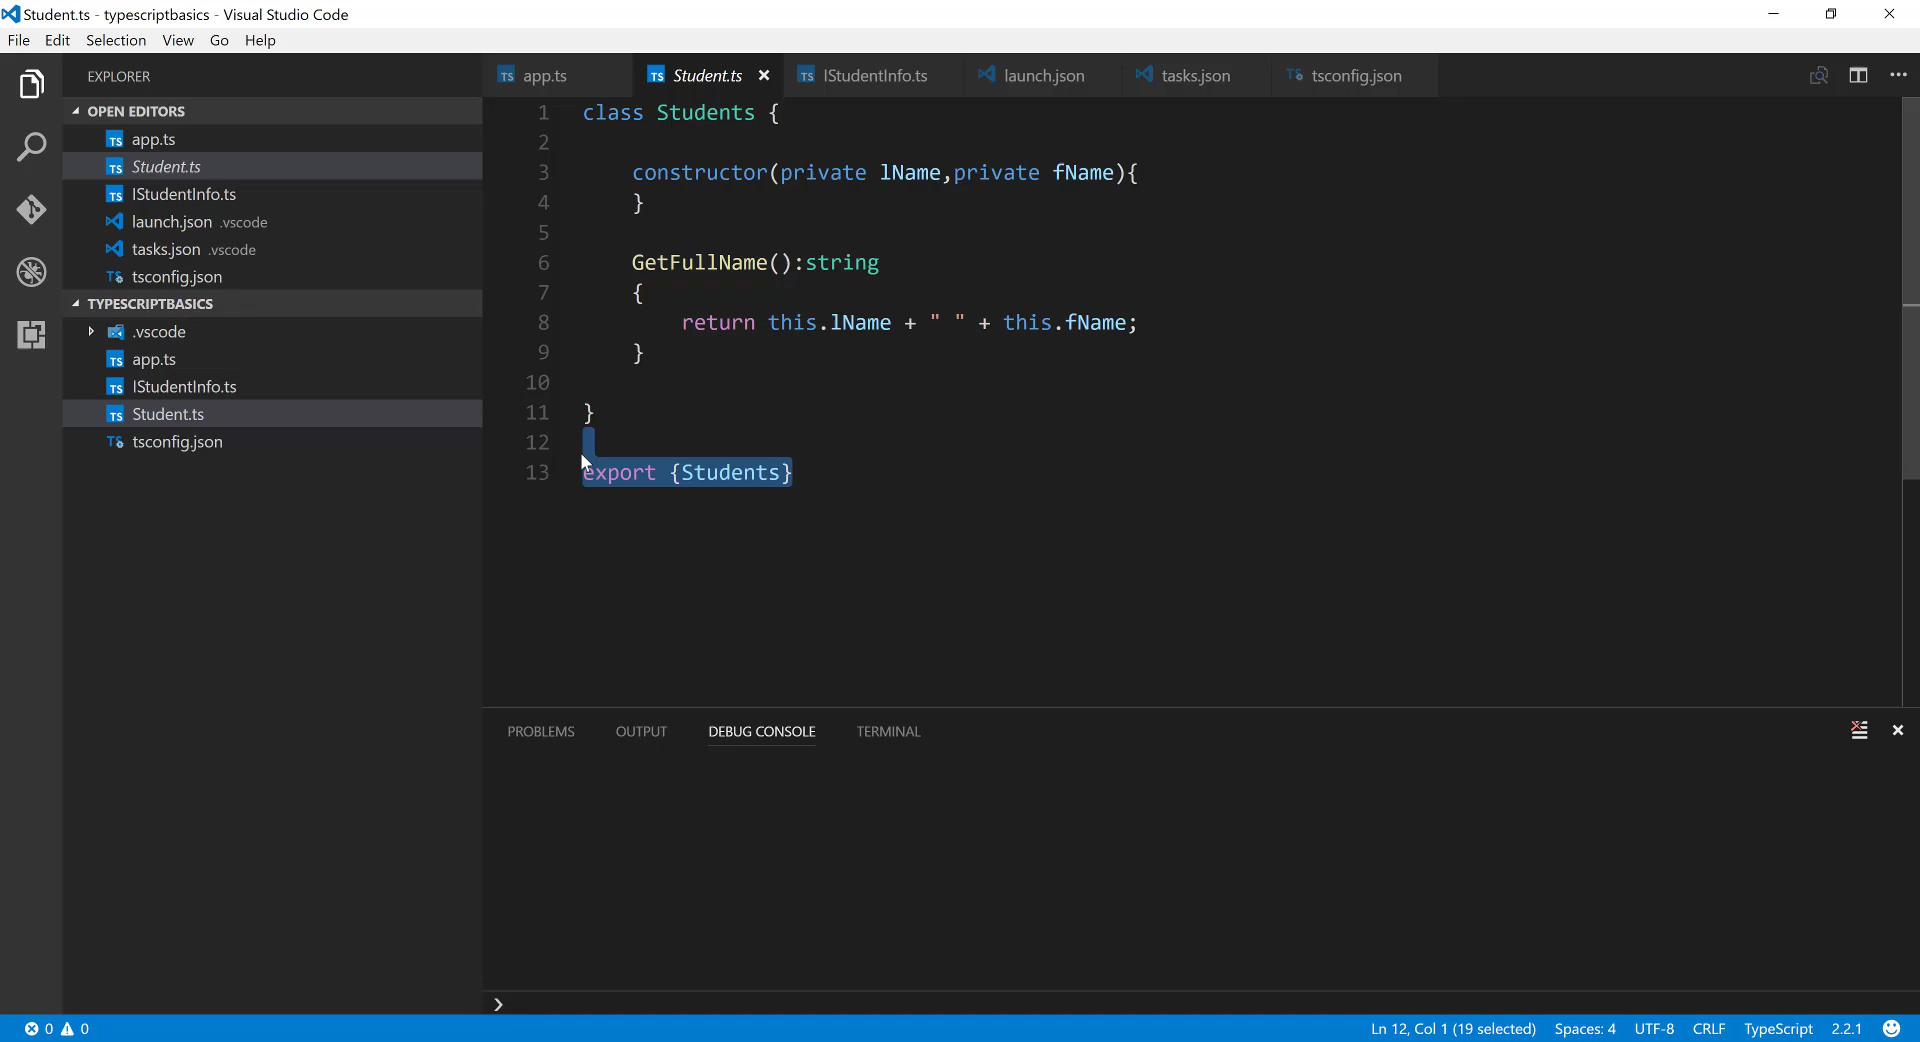 Student.ts - typescriptbasics - Visual Studio Code
File Edit Selection View Go Help
EXPLORER
OPEN EDITORS
app.ts
Student.ts
IStudentInfo.ts
launch.json .vscode
tasks.json .vscode
tsconfig.json
TYPESCRIPTBASICS
.vscode
app.ts
IStudentInfo.ts
Student.ts
tsconfig.json
app.ts Student.ts IStudentInfo.ts launch.json tasks.json tsconfig.json
1 class Students {
2
3 constructor(private lName,private fName){
4 }
5
6 GetFullName():string
7 {
8 return this.lName + " " + this.fName;
9 }
10
11 }
12
13 export {Students}
PROBLEMS OUTPUT DEBUG CONSOLE TERMINAL
0 0 Ln 12, Col 1 (19 selected) Spaces: 4 UTF-8 CRLF TypeScript 2.2.1